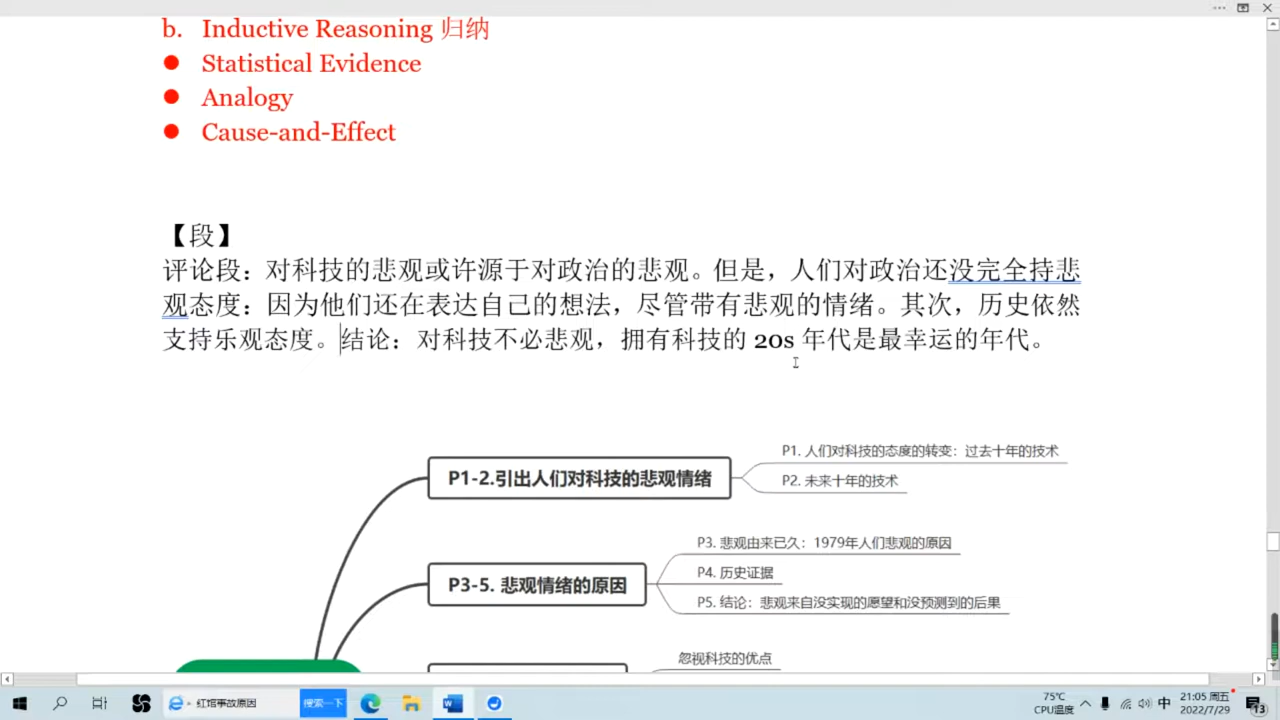 b. Inductive Reasoning 归纳
● Statistical Evidence
● Analogy
● Cause-and-Effect
【段】
评论段：对科技的悲观或许源于对政治的悲观。但是，人们对政治还没完全持悲
观态度：因为他们还在表达自己的想法，尽管带有悲观的情绪。其次，历史依然
支持乐观态度。结论：对科技不必悲观，拥有科技的 20s 年代是最幸运的年代。
P1-2.引出人们对科技的悲观情绪
P1. 人们对科技的态度的转变：过去十年的技术
P2. 未来十年的技术
P3-5. 悲观情绪的原因
P3. 悲观由来已久：1979年人们悲观的原因
P4. 历史证据
P5. 结论：悲观来自没实现的愿望和没预测到的后果
忽视科技的优点
红馆事故原因
搜索一下
75℃
CPU温度
中
21:05 周五
2022/7/29
13